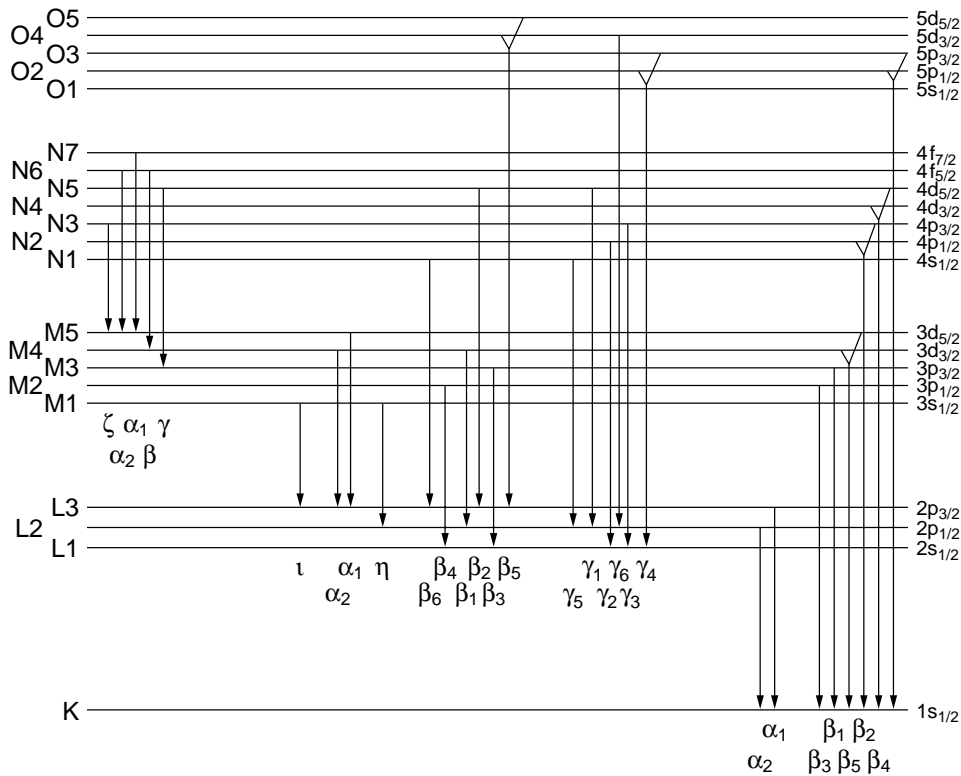 O5 5d5/2
O4 5d3/2
O3 5p3/2
O2 5p1/2
O1 5s1/2
N7 4f7/2
N6 4f5/2
N5 4d5/2
N4 4d3/2
N3 4p3/2
N2 4p1/2
N1 4s1/2
M5 3d5/2
M4 3d3/2
M3 3p3/2
M2 3p1/2
M1 3s1/2
ζ α1 γ
α2 β
L3 2p3/2
L2 2p1/2
L1 2s1/2
ι α1 η β4 β2 β5 γ1 γ6 γ4
α2 β6 β1 β3 γ5 γ2 γ3
K 1s1/2
α1 β1 β2
α2 β3 β5 β4